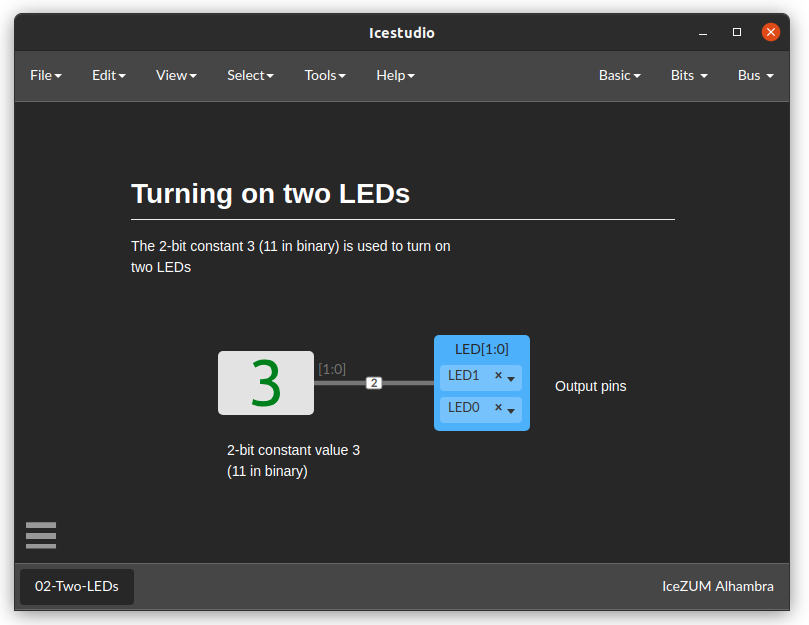 Icestudio
File Edit View Select Tools Help Basic Bits Bus
Turning on two LEDs
The 2-bit constant 3 (11 in binary) is used to turn on
two LEDs
3
[1:0]
2
LED[1:0]
LED1
LED0
Output pins
2-bit constant value 3
(11 in binary)
02-Two-LEDs
IceZUM Alhambra